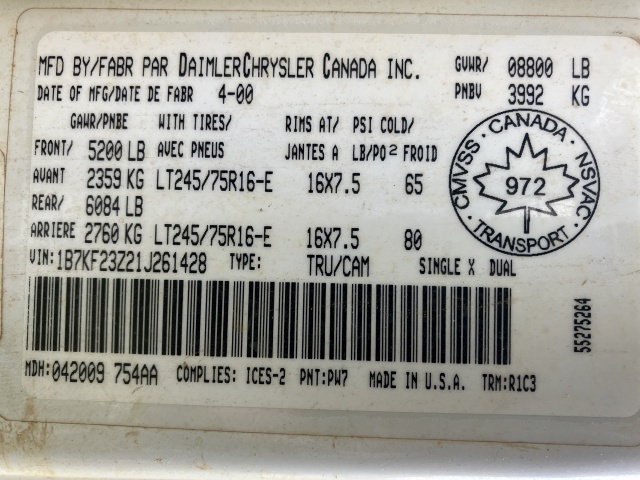 MFD BY/FABR PAR DAIMLERCHRYSLER CANADA INC. GVWR/ 08800 LB
DATE OF MFG/DATE DE FABR 4-00 PNBV 3992 KG
GAWR/PNBE WITH TIRES/ RIMS AT/ PSI COLD/
FRONT/ 5200 LB AVEC PNEUS JANTES A LB/PO2 FROID
AVANT 2359 KG LT245/75R16-E 16X7.5 65
REAR/ 6084 LB
ARRIERE 2760 KG LT245/75R16-E 16X7.5 80
CMVSS · CANADA · NSVAC
972
TRANSPORT
VIN: 1B7KF23Z21J261428 TYPE: TRU/CAM SINGLE X DUAL
55275264
MDH: 042009 754AA COMPLIES: ICES-2 PNT: PW7 MADE IN U.S.A. TRM: R1C3